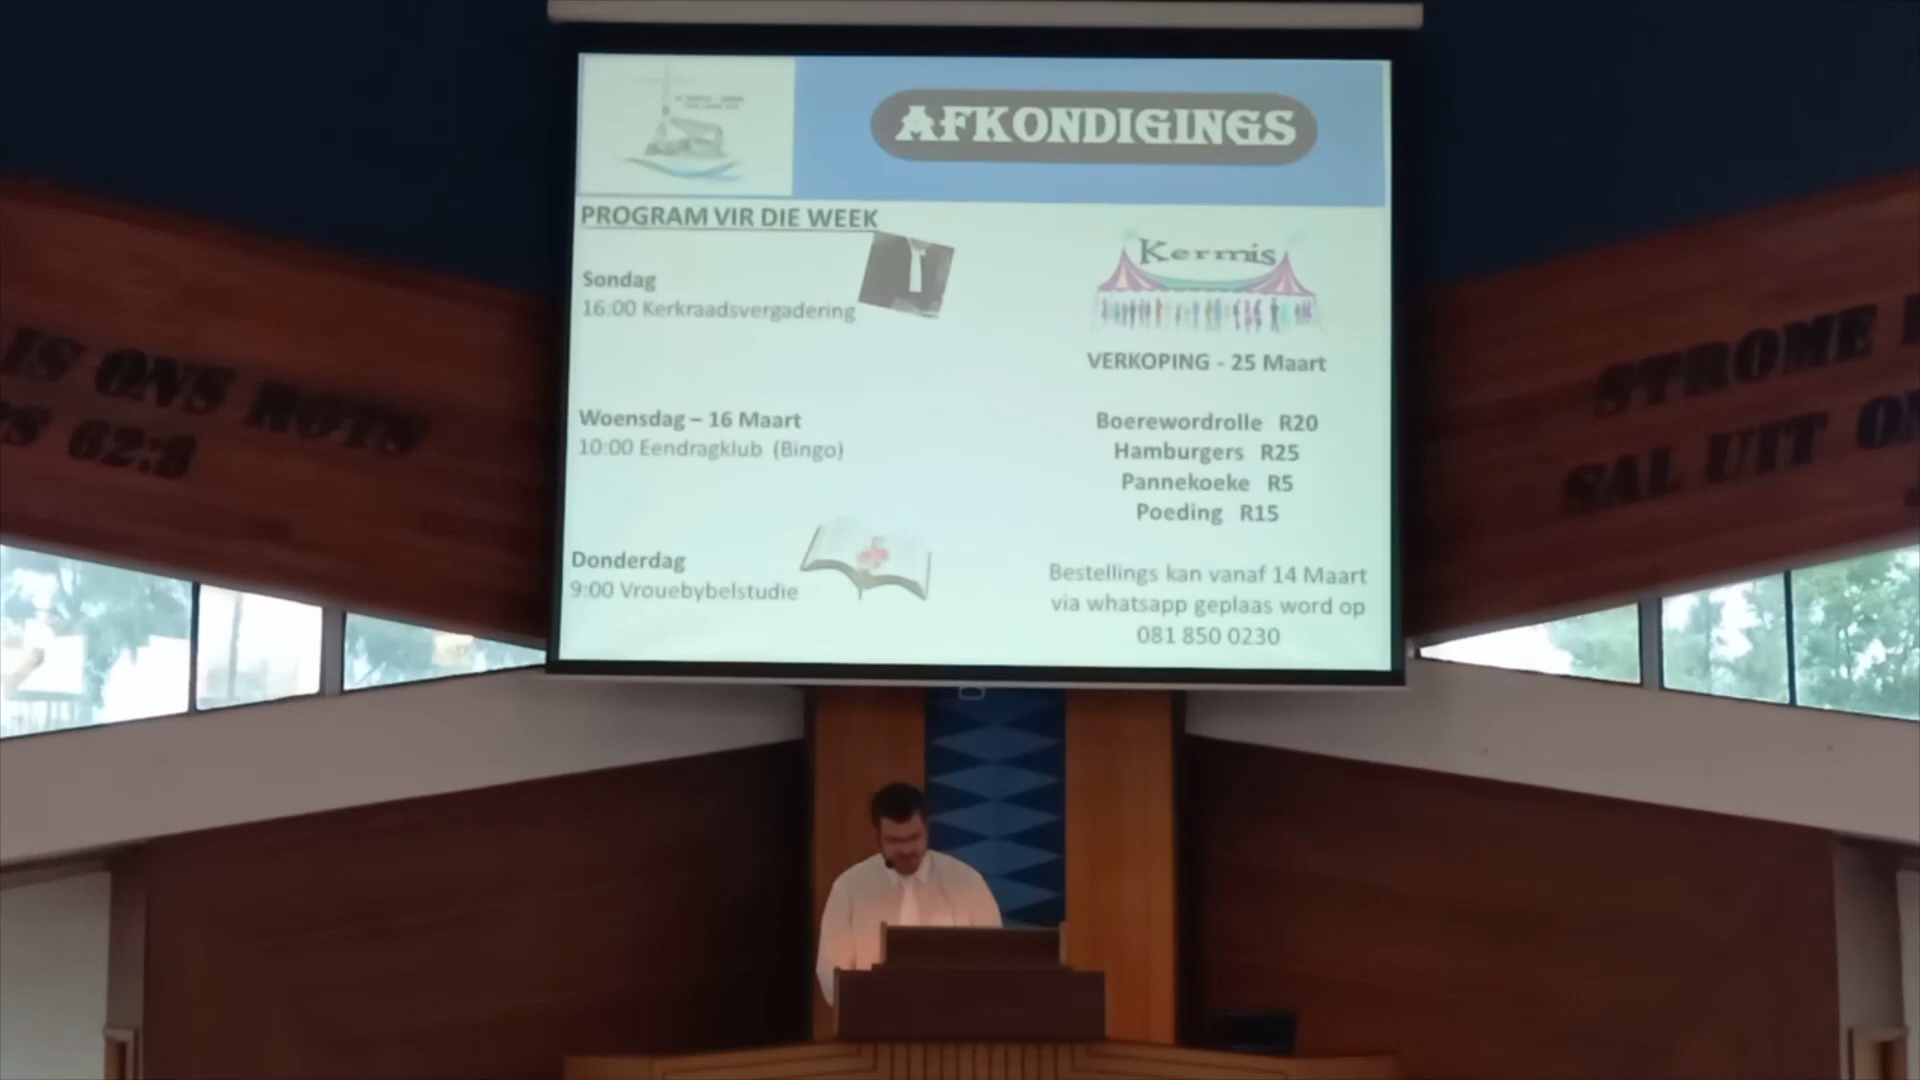 AFKONDIGINGS
PROGRAM VIR DIE WEEK
Sondag
16:00 Kerkraadsvergadering
Woensdag – 16 Maart
10:00 Eendragklub (Bingo)
Donderdag
9:00 Vrouebybelstudie
Kermis
VERKOPING - 25 Maart
Boerewordrolle R20
Hamburgers R25
Pannekoeke R5
Poeding R15
Bestellings kan vanaf 14 Maart
via whatsapp geplaas word op
081 850 0230
IS ONS ROTS
62:8
STROME
SAL UIT